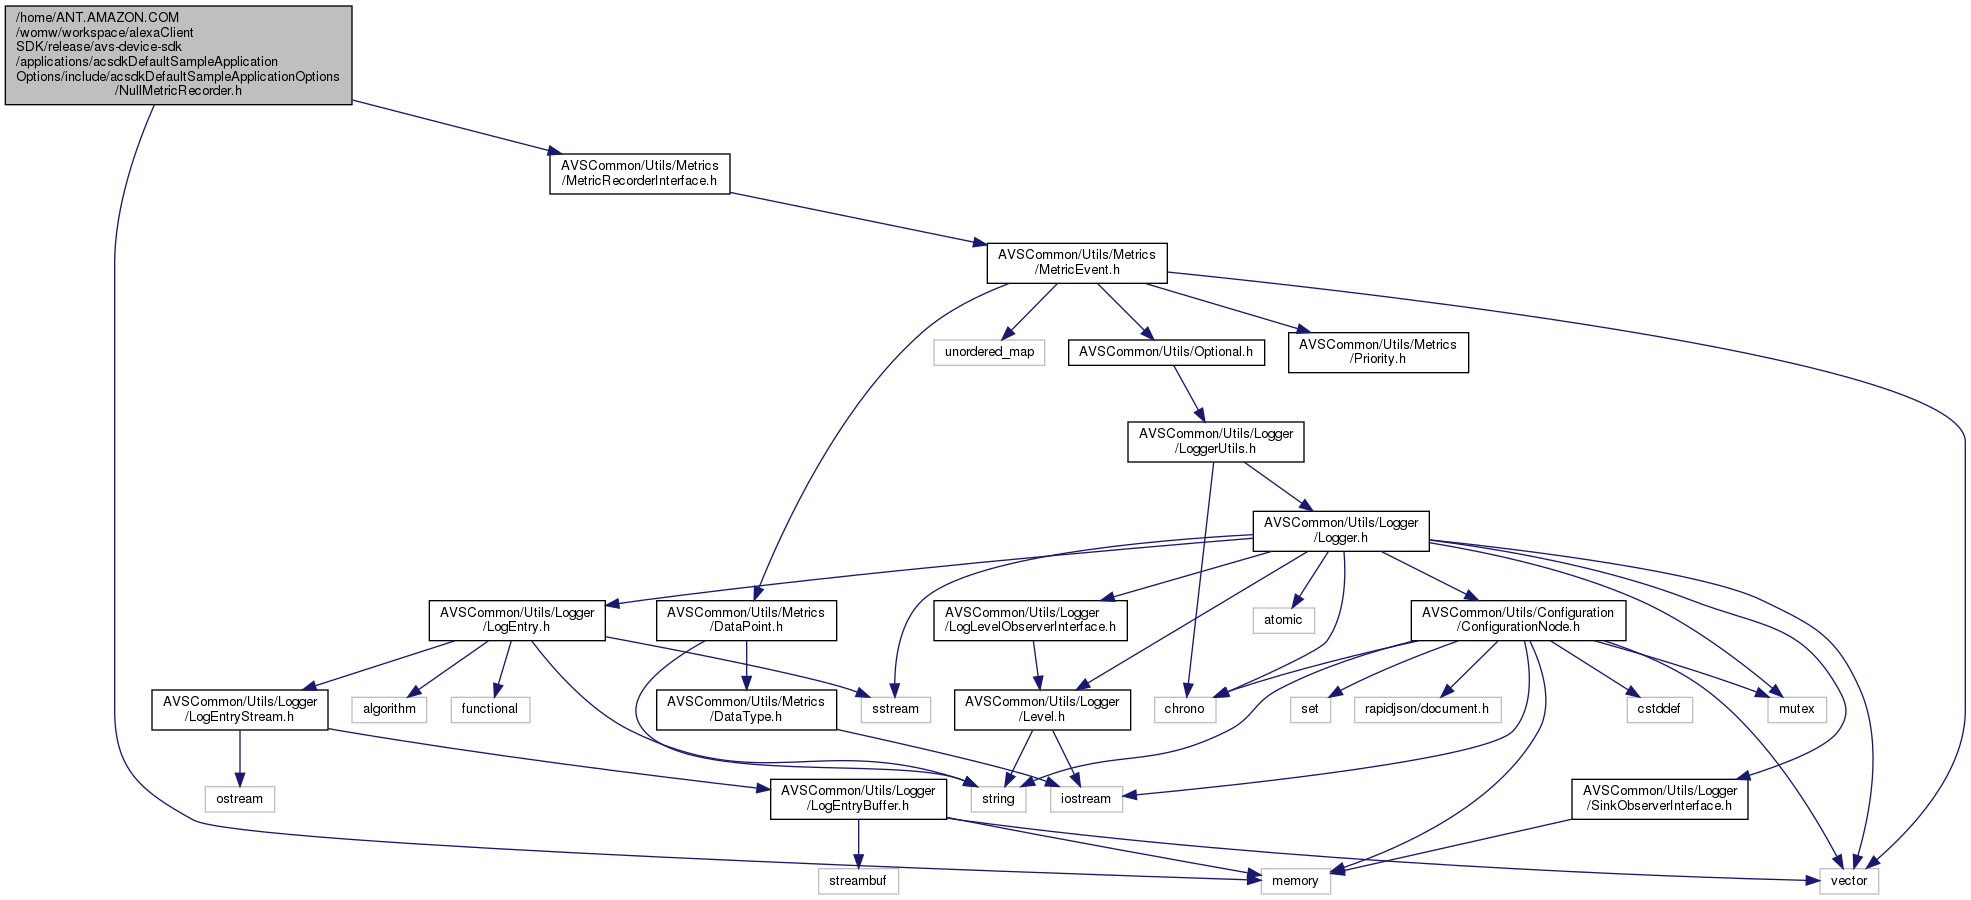 /home/ANT.AMAZON.COM
/womw/workspace/alexaClient
SDK/release/avs-device-sdk
/applications/acsdkDefaultSampleApplication
Options/include/acsdkDefaultSampleApplicationOptions
/NullMetricRecorder.h
AVSCommon/Utils/Metrics
/MetricRecorderInterface.h
AVSCommon/Utils/Metrics
/MetricEvent.h
unordered_map
AVSCommon/Utils/Optional.h
AVSCommon/Utils/Metrics
/Priority.h
AVSCommon/Utils/Logger
/LoggerUtils.h
AVSCommon/Utils/Logger
/Logger.h
AVSCommon/Utils/Logger
/LogEntry.h
AVSCommon/Utils/Metrics
/DataPoint.h
AVSCommon/Utils/Logger
/LogLevelObserverInterface.h
atomic
AVSCommon/Utils/Configuration
/ConfigurationNode.h
AVSCommon/Utils/Logger
/LogEntryStream.h
algorithm
functional
AVSCommon/Utils/Metrics
/DataType.h
sstream
AVSCommon/Utils/Logger
/Level.h
chrono
set
rapidjson/document.h
cstddef
mutex
ostream
AVSCommon/Utils/Logger
/LogEntryBuffer.h
string
iostream
AVSCommon/Utils/Logger
/SinkObserverInterface.h
streambuf
memory
vector